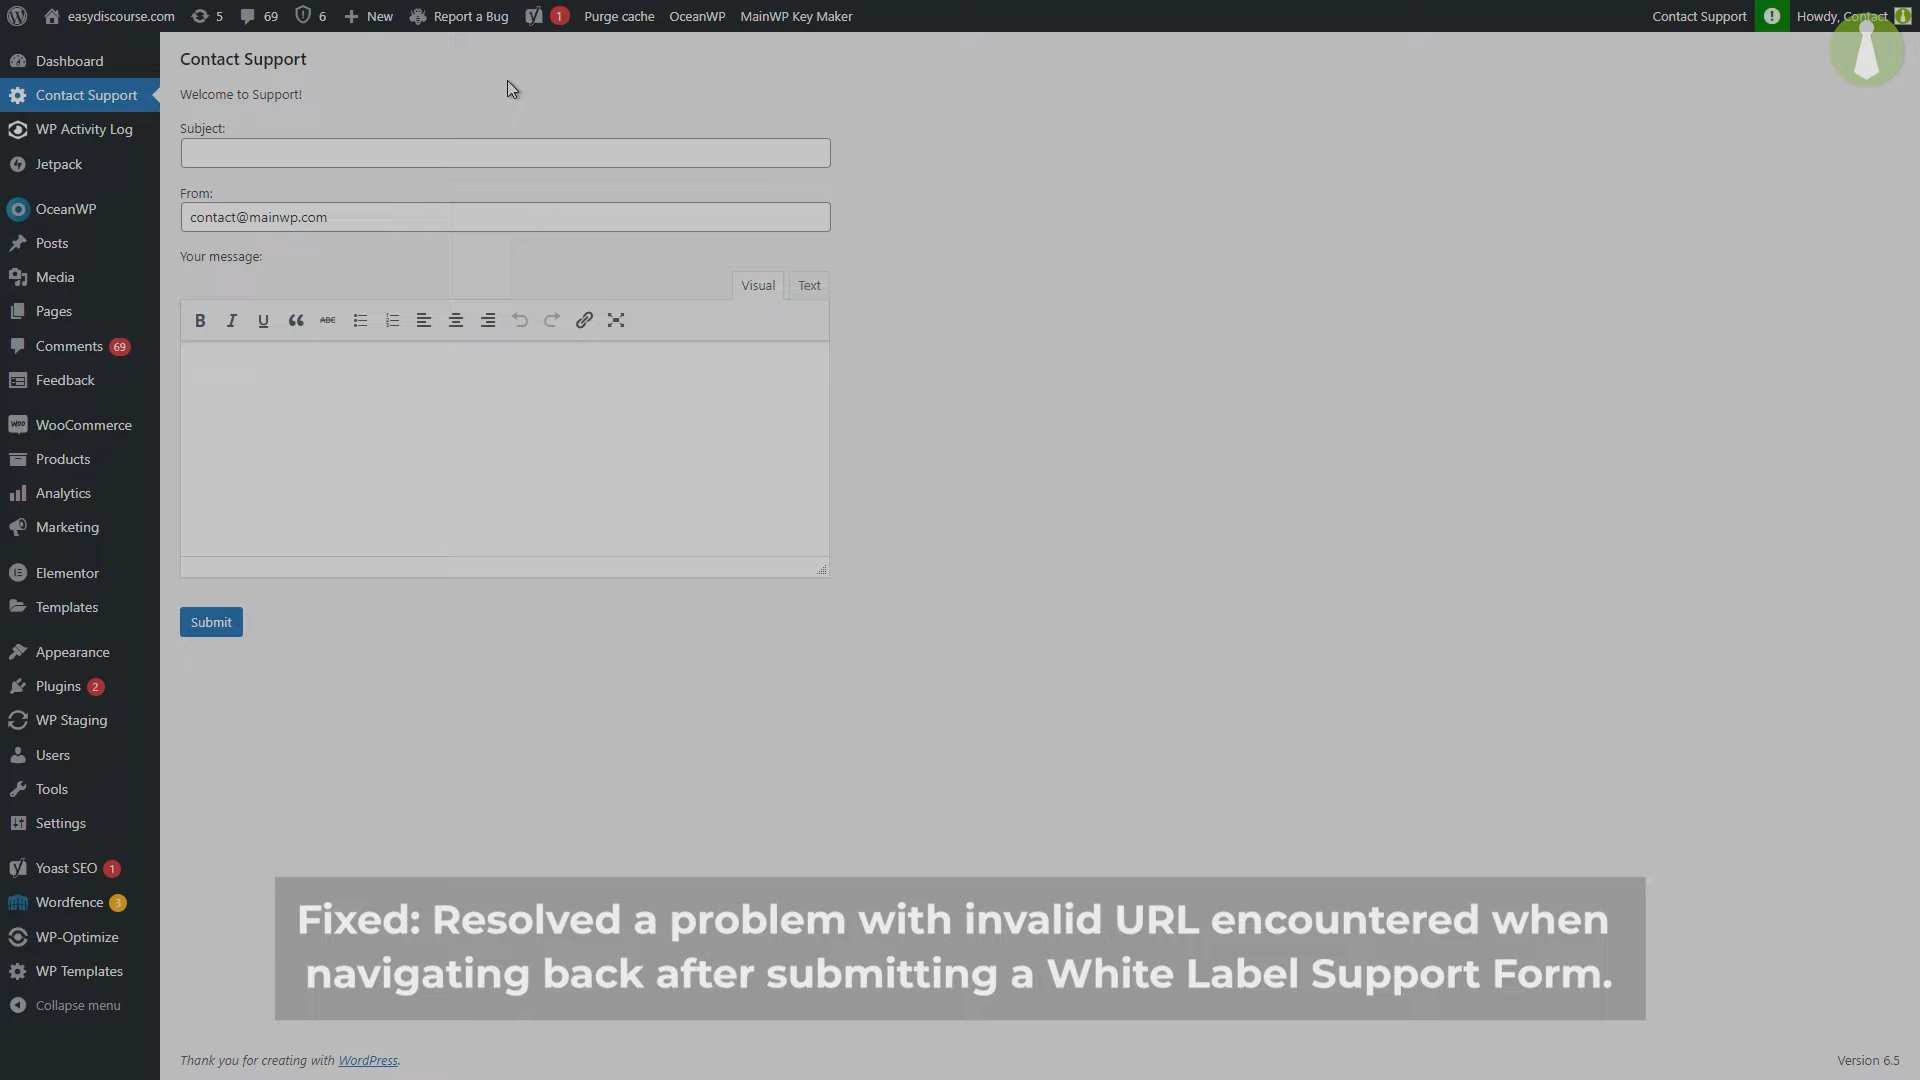 easydiscourse.com
5
69
6
New
Report a Bug
1
Purge cache
OceanWP
MainWP Key Maker
Contact Support
Howdy, Contact
Dashboard
Contact Support
WP Activity Log
Jetpack
OceanWP
Posts
Media
Pages
Comments 69
Feedback
WooCommerce
Products
Analytics
Marketing
Elementor
Templates
Appearance
Plugins 2
WP Staging
Users
Tools
Settings
Yoast SEO 1
Wordfence 3
WP-Optimize
WP Templates
Collapse menu
Contact Support
Welcome to Support!
Subject:
From:
contact@mainwp.com
Your message:
Visual
Text
B I U ABC
Submit
Fixed: Resolved a problem with invalid URL encountered when
navigating back after submitting a White Label Support Form.
Thank you for creating with WordPress.
Version 6.5